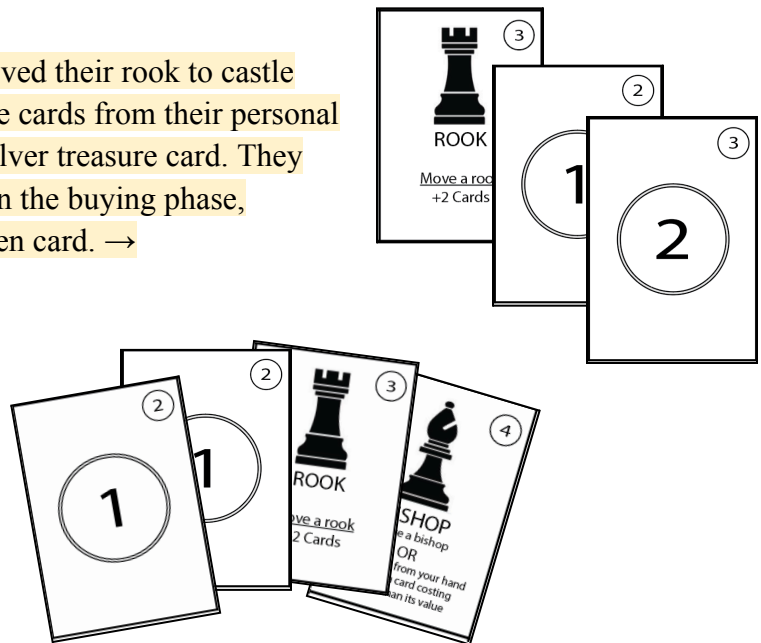 ved their rook to castle
e cards from their personal
ilver treasure card. They
n the buying phase,
en card. →
3
ROOK
Move a roo
+2 Cards
2
1
3
2
2
1
2
1
3
ROOK
ove a rook
2 Cards
4
SHOP
e a bishop
OR
from your hand
card costing
an its value